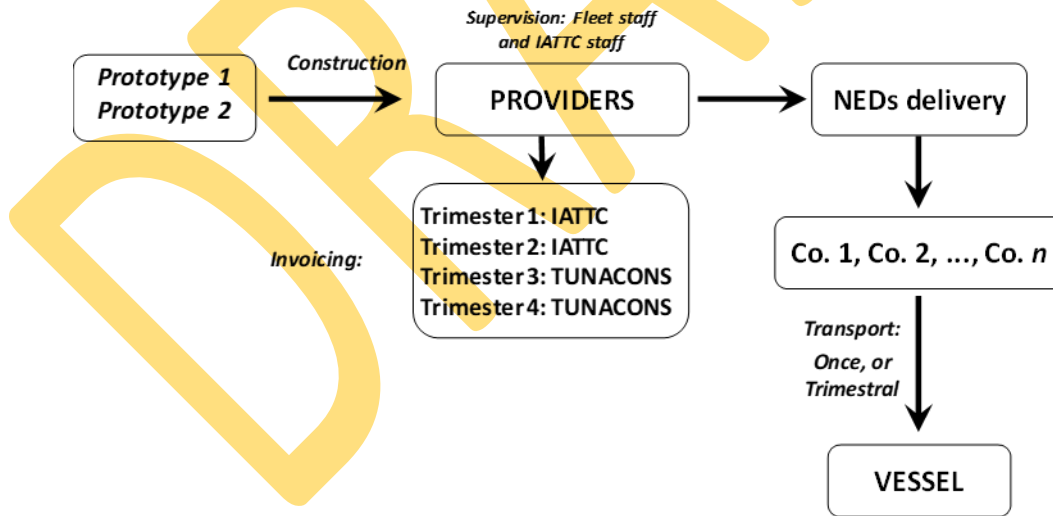 Supervision: Fleet staff
and IATTC staff
Prototype 1
Prototype 2
Construction
PROVIDERS
NEDs delivery
Invoicing:
Trimester 1: IATTC
Trimester 2: IATTC
Trimester 3: TUNACONS
Trimester 4: TUNACONS
Co. 1, Co. 2, ..., Co. n
Transport:
Once, or
Trimestral
VESSEL
DRA